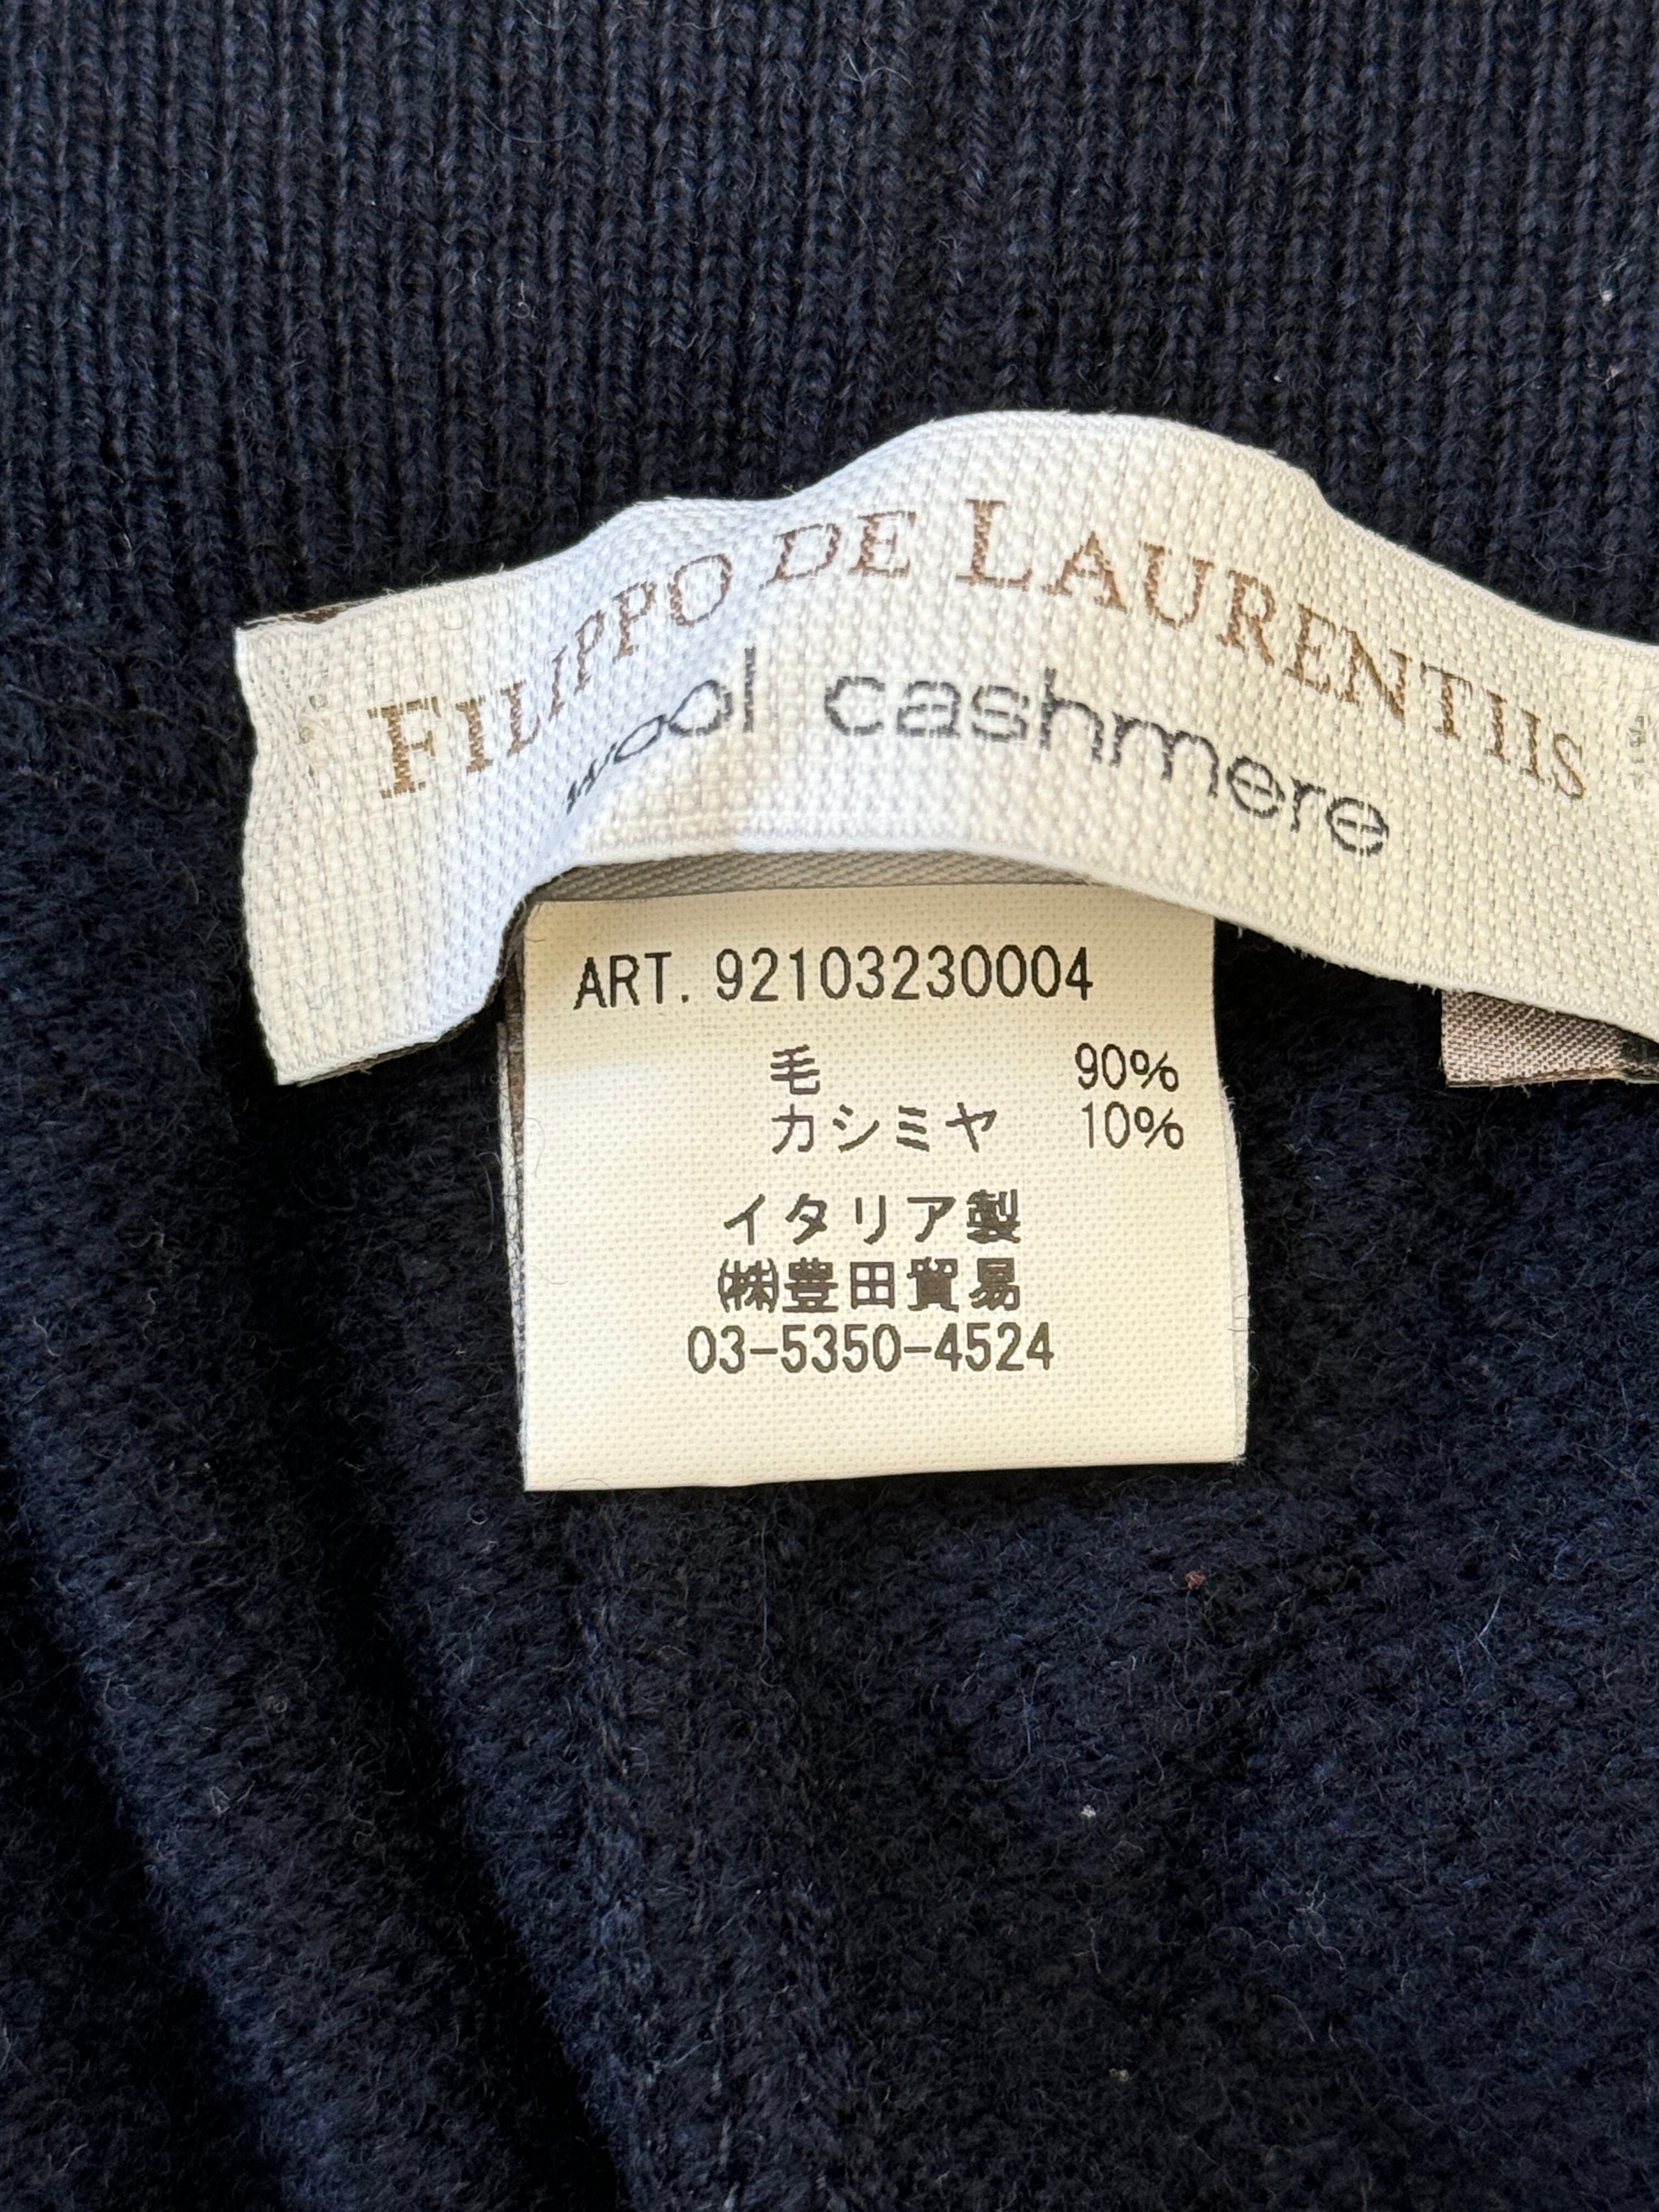 FILIPPO DE LAURENTIIS
wool cashmere
ART. 92103230004
毛 90%
カシミヤ 10%
イタリア製
㈱豊田貿易
03-5350-4524